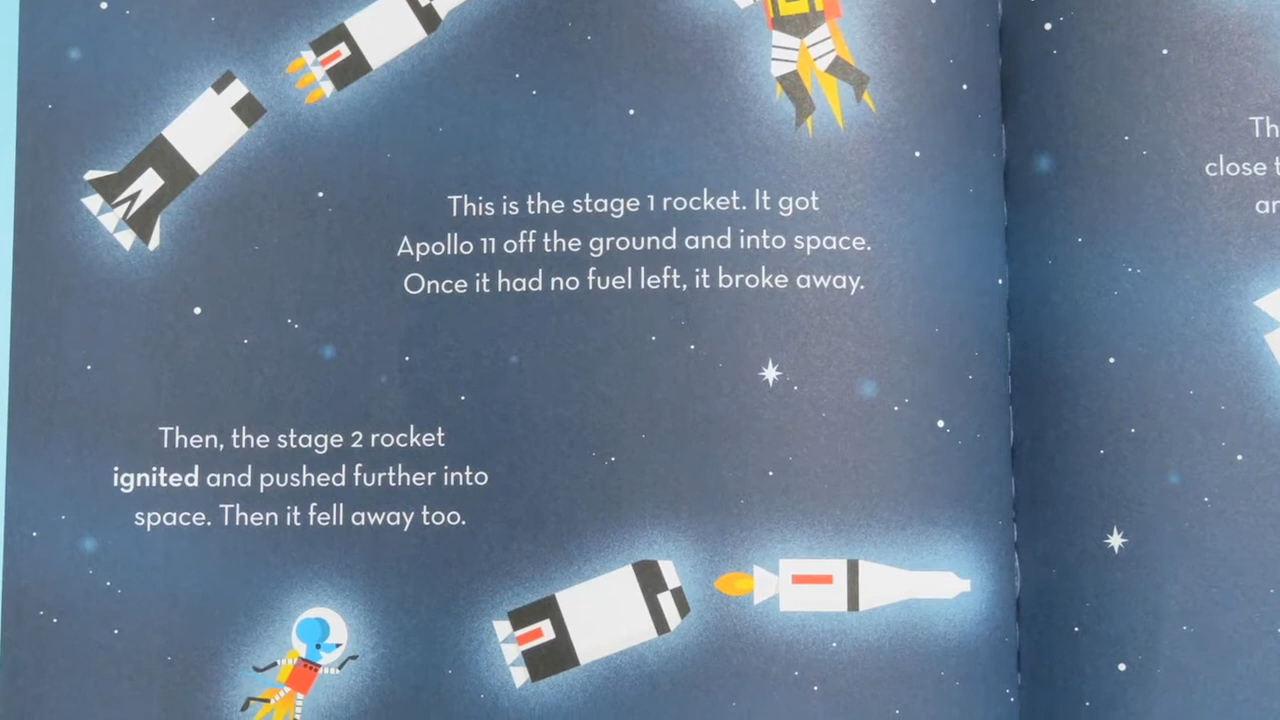 This is the stage 1 rocket. It got
Apollo 11 off the ground and into space.
Once it had no fuel left, it broke away.
Then, the stage 2 rocket
ignited and pushed further into
space. Then it fell away too.
close